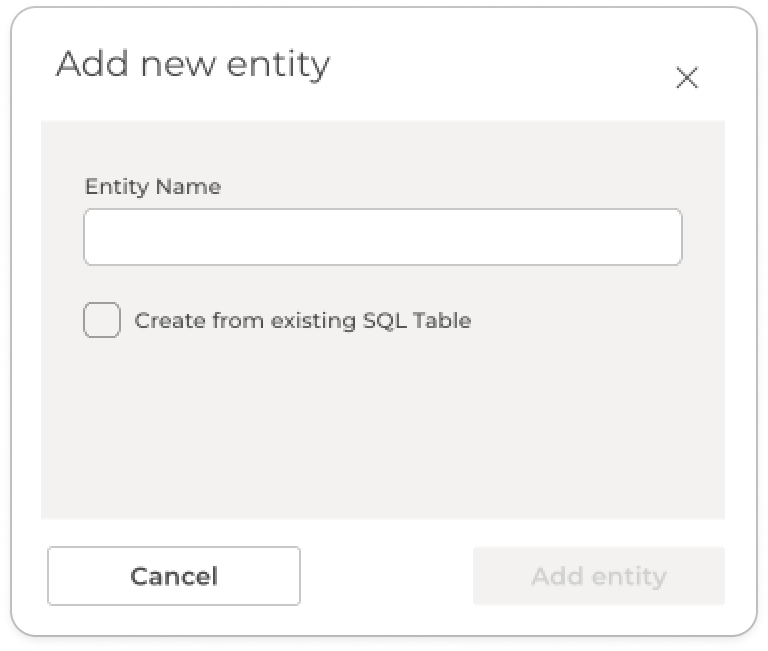 Add new entity
Entity Name
Create from existing SQL Table
Cancel
Add entity